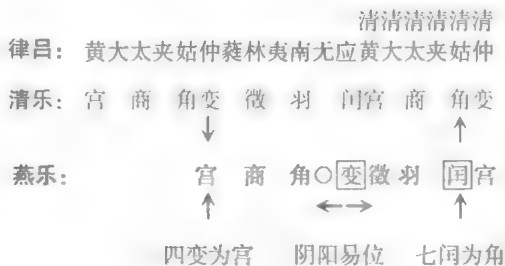 清清清清清清
律吕：黄大太夹姑仲蕤林夷南无应黄大太夹姑仲
清乐：宫 商 角变 徵 羽 闰宫 商 角变
燕乐：宫 商 角○变徵羽 闰宫
四变为宫 阴阳易位 七闰为角